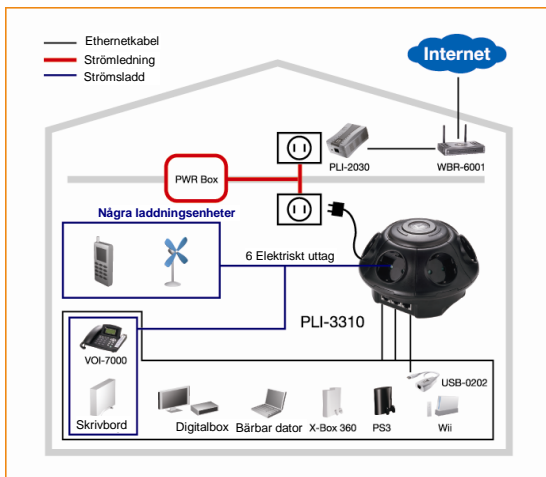 Ethernetkabel
Strömledning
Strömsladd
Internet
PLI-2030
WBR-6001
PWR Box
Några laddningsenheter
6 Elektriskt uttag
PLI-3310
VOI-7000
USB-0202
Skrivbord
Digitalbox
Bärbar dator
X-Box 360
PS3
Wii